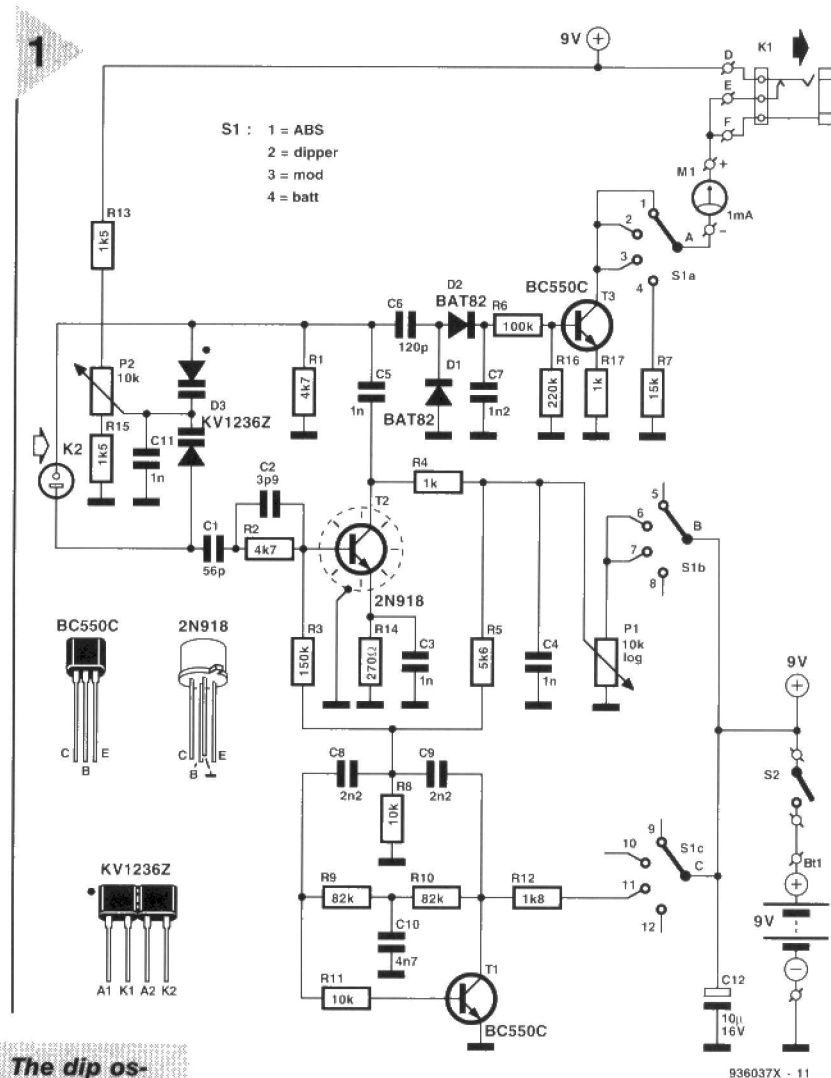 1
9V
D
K1
E
F
S1 : 1 = ABS
2 = dipper
3 = mod
4 = batt
M1
+
1mA
−
R13
1k5
1
2
A
3
S1a
4
BC550C
T3
D2
BAT82
C6
120p
R6
100k
R1
4k7
C5
1n
D1
BAT82
C7
1n2
R16
220k
R17
1k
R7
15k
P2
10k
D3
KV1236Z
R15
1k5
C11
1n
K2
C2
3p9
R4
1k
T2
C1
56p
R2
4k7
5
6
B
7
S1b
8
2N918
BC550C
2N918
R3
150k
R14
270Ω
C3
1n
R5
5k6
C4
1n
P1
10k
log
9V
C
B
E
C
B
E
S2
C8
2n2
C9
2n2
R8
10k
9
10
S1c
C
11
12
Bt1
+
9V
−
KV1236Z
R9
82k
R10
82k
R12
1k8
C10
4n7
T1
A1 K1 A2 K2
R11
10k
BC550C
C12
10µ
16V
The dip os-
936037X - 11